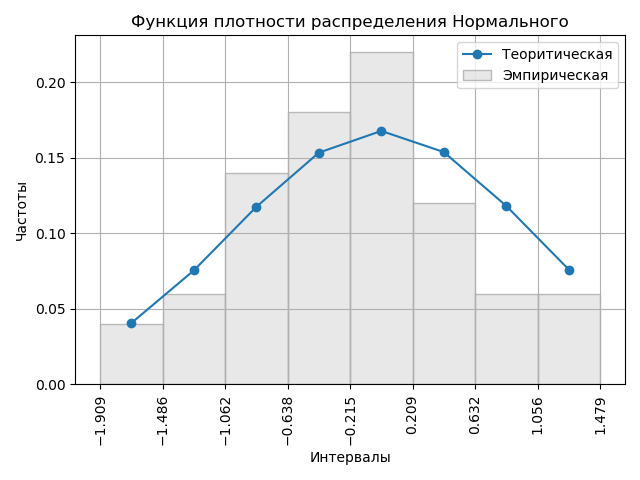 Функция плотности распределения Нормального
Теоритическая
Эмпирическая
Частоты
0.20
0.15
0.10
0.05
0.00
−1.909
−1.486
−1.062
−0.638
−0.215
0.209
0.632
1.056
1.479
Интервалы